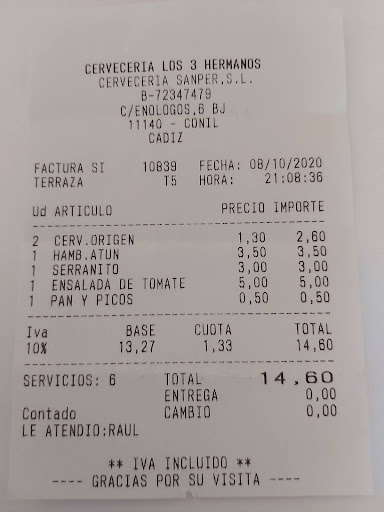 CERVECERIA LOS 3 HERMANOS
CERVECERIA SANPER,S.L.
B-72347479
C/ENOLOGOS,6 BJ
11140 - CONIL
CADIZ
FACTURA SI 10839 FECHA: 08/10/2020
TERRAZA T5 HORA: 21:08:36
Ud ARTICULO PRECIO IMPORTE
2 CERV.ORIGEN 1,30 2,60
1 HAMB.ATUN 3,50 3,50
1 SERRANITO 3,00 3,00
1 ENSALADA DE TOMATE 5,00 5,00
1 PAN Y PICOS 0,50 0,50
Iva BASE CUOTA TOTAL
10% 13,27 1,33 14,60
SERVICIOS: 6 TOTAL 14,60
ENTREGA 0,00
Contado CAMBIO 0,00
LE ATENDIO:RAUL
** IVA INCLUIDO **
---- GRACIAS POR SU VISITA ----